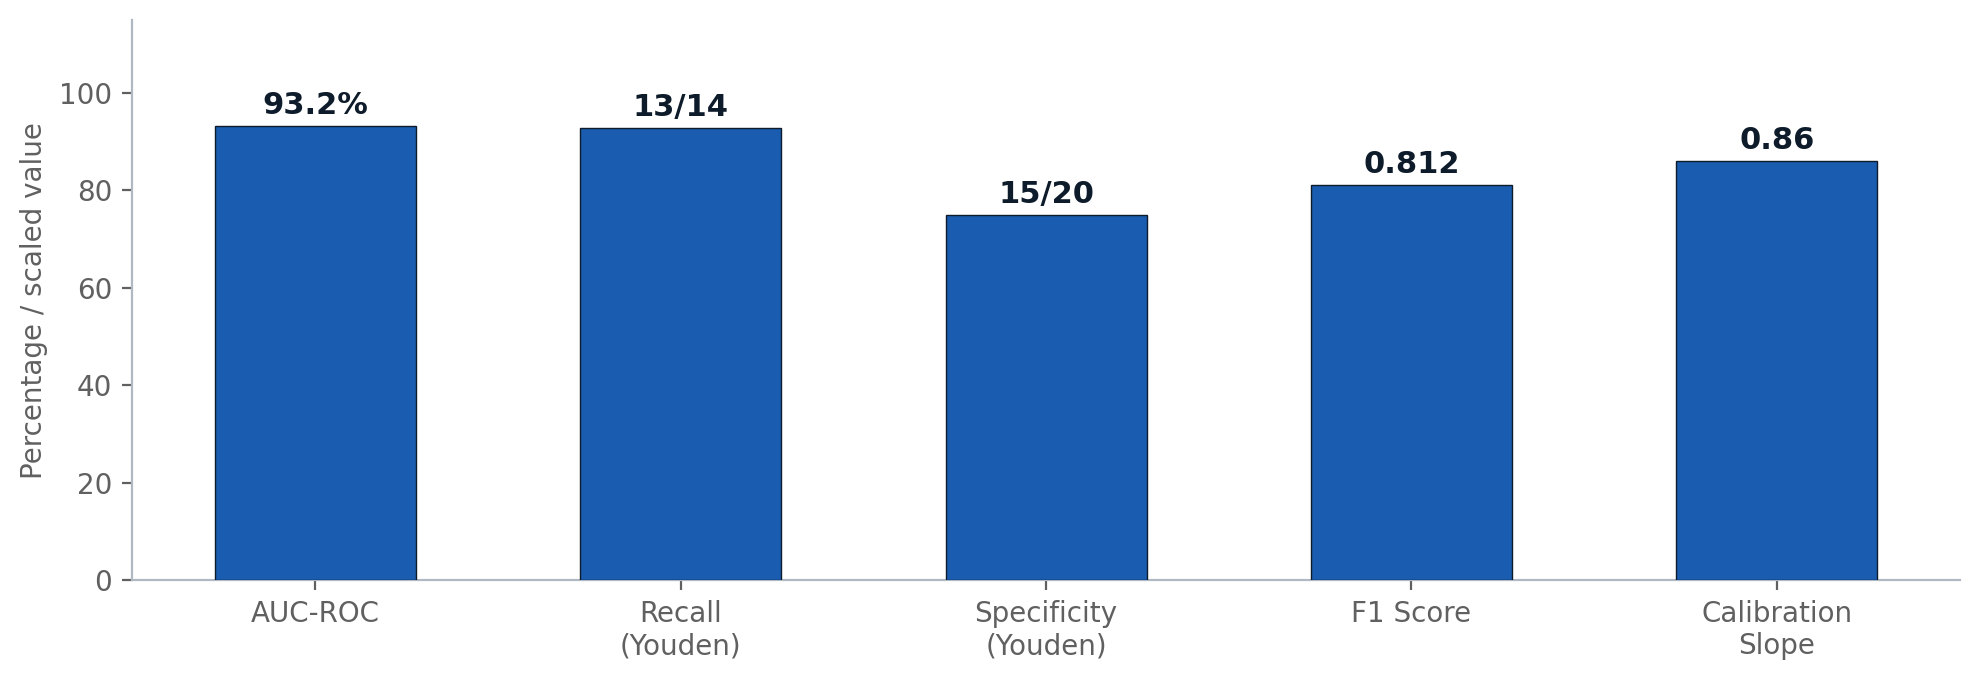 Percentage / scaled value
100
80
60
40
20
0
93.2%
13/14
15/20
0.812
0.86
AUC-ROC
Recall
(Youden)
Specificity
(Youden)
F1 Score
Calibration
Slope